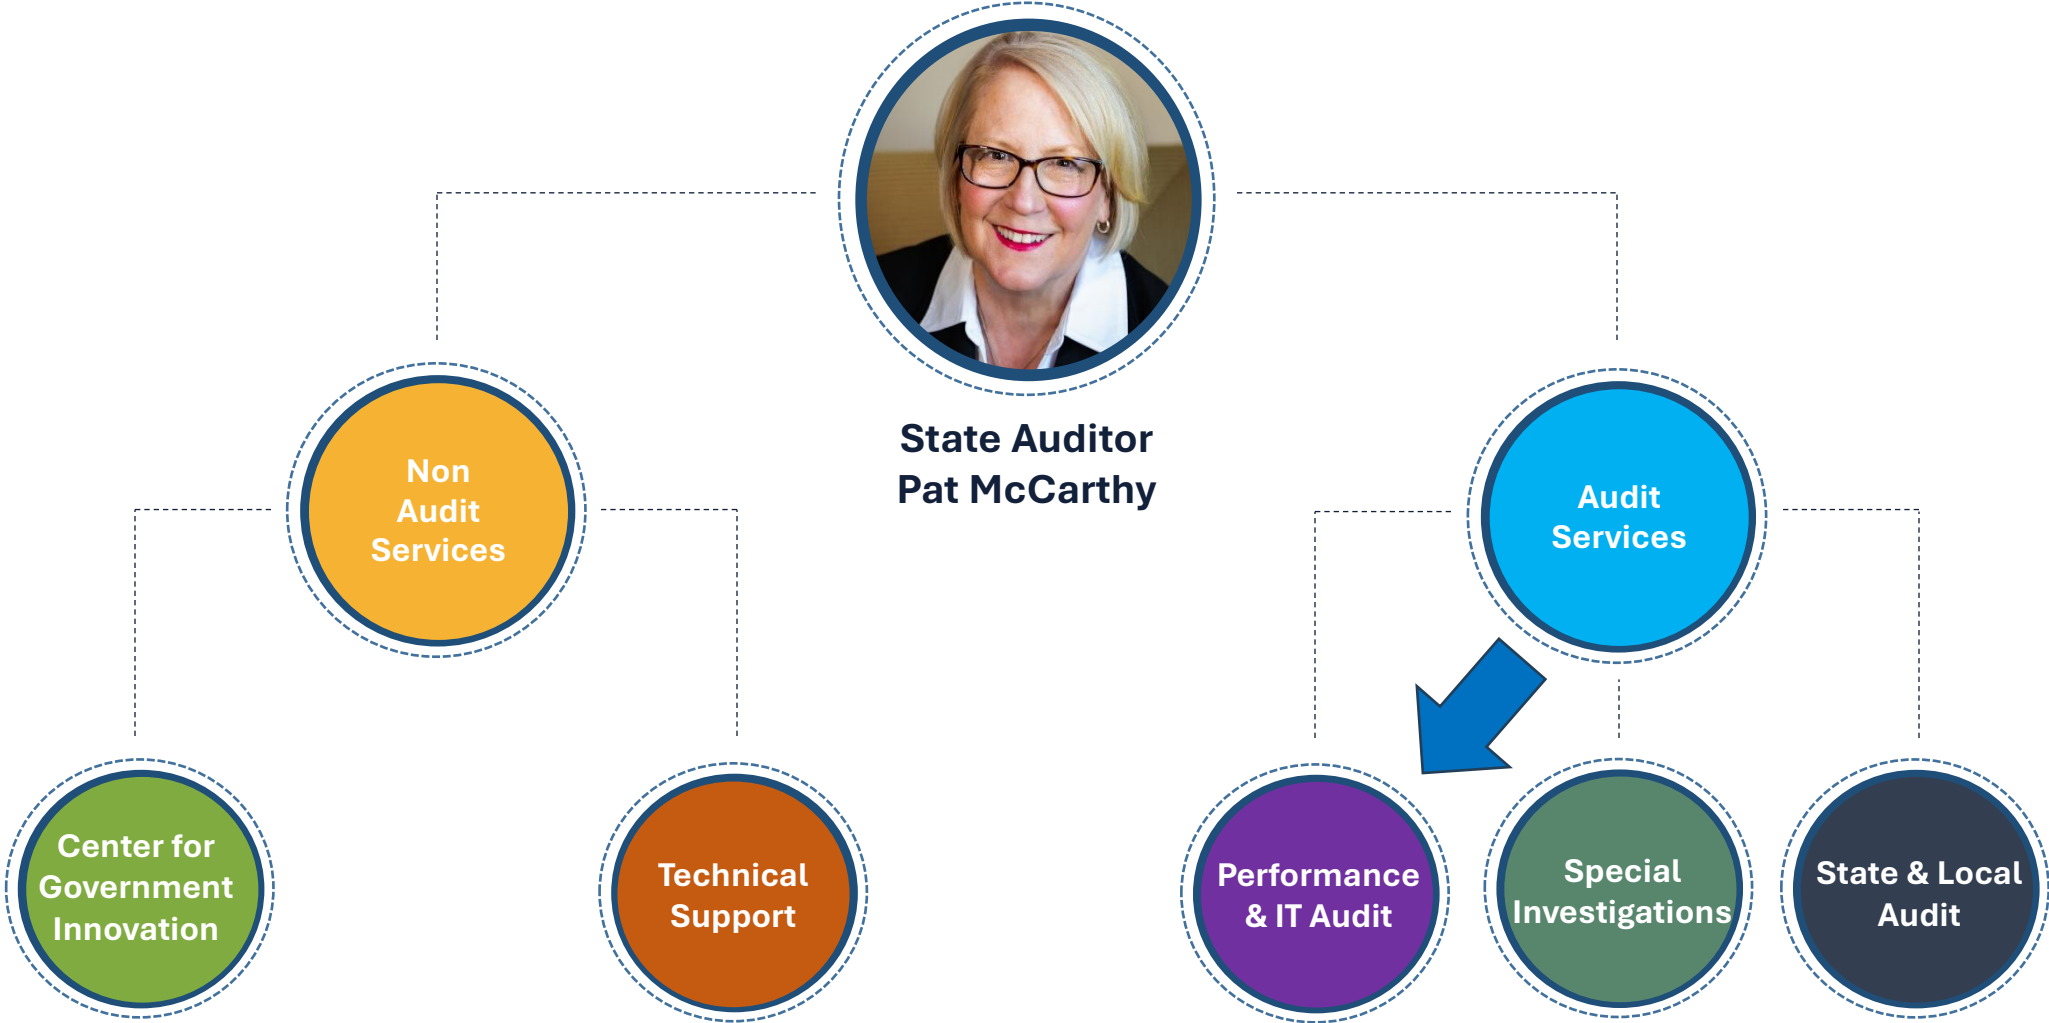 State Auditor
Pat McCarthy
Non
Audit
Services
Audit
Services
Center for
Government
Innovation
Technical
Support
Performance
& IT Audit
Special
Investigations
State & Local
Audit